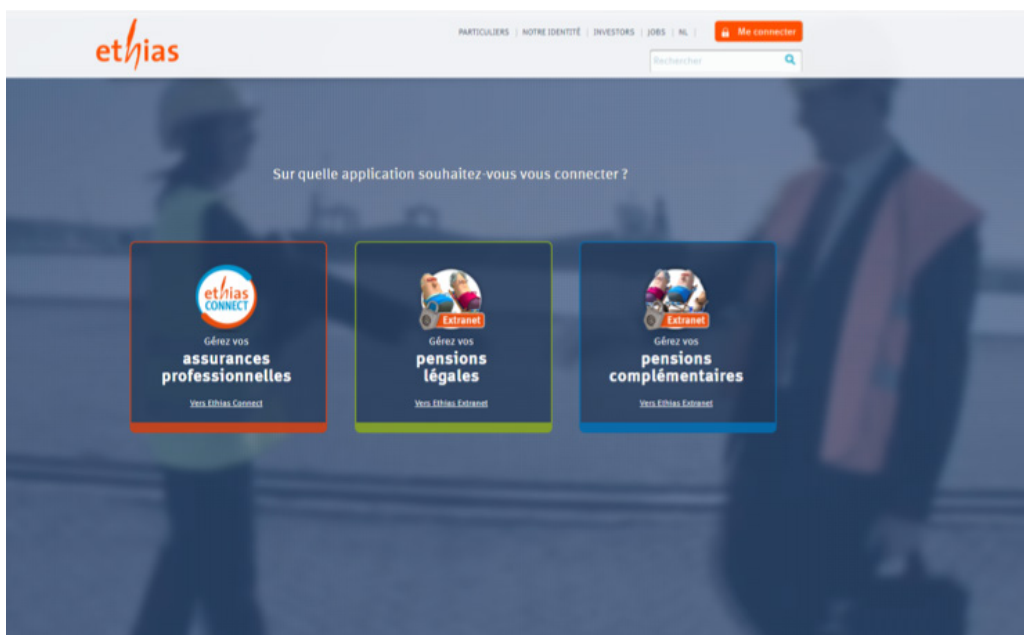 ethias
PARTICULIERS | NOTRE IDENTITÉ | INVESTORS | JOBS | NL |
Me connecter
Rechercher
Sur quelle application souhaitez-vous vous connecter ?
ethias
CONNECT
Gérez vos
assurances
professionnelles
Vers Ethias Connect
Extranet
Gérez vos
pensions
légales
Vers Ethias Extranet
Extranet
Gérez vos
pensions
complémentaires
Vers Ethias Extranet